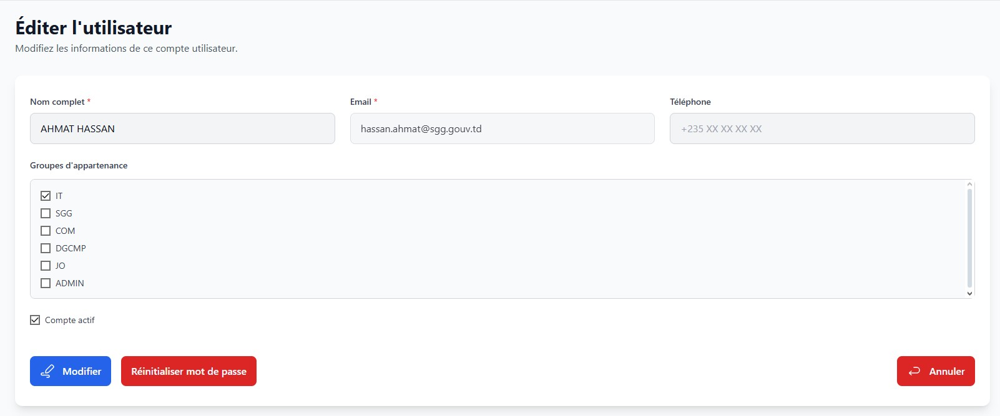 Éditer l'utilisateur
Modifiez les informations de ce compte utilisateur.
Nom complet *
Email *
Téléphone
AHMAT HASSAN
hassan.ahmat@sgg.gouv.td
+235 XX XX XX XX
Groupes d'appartenance
IT
SGG
COM
DGCMP
JO
ADMIN
Compte actif
Modifier
Réinitialiser mot de passe
Annuler